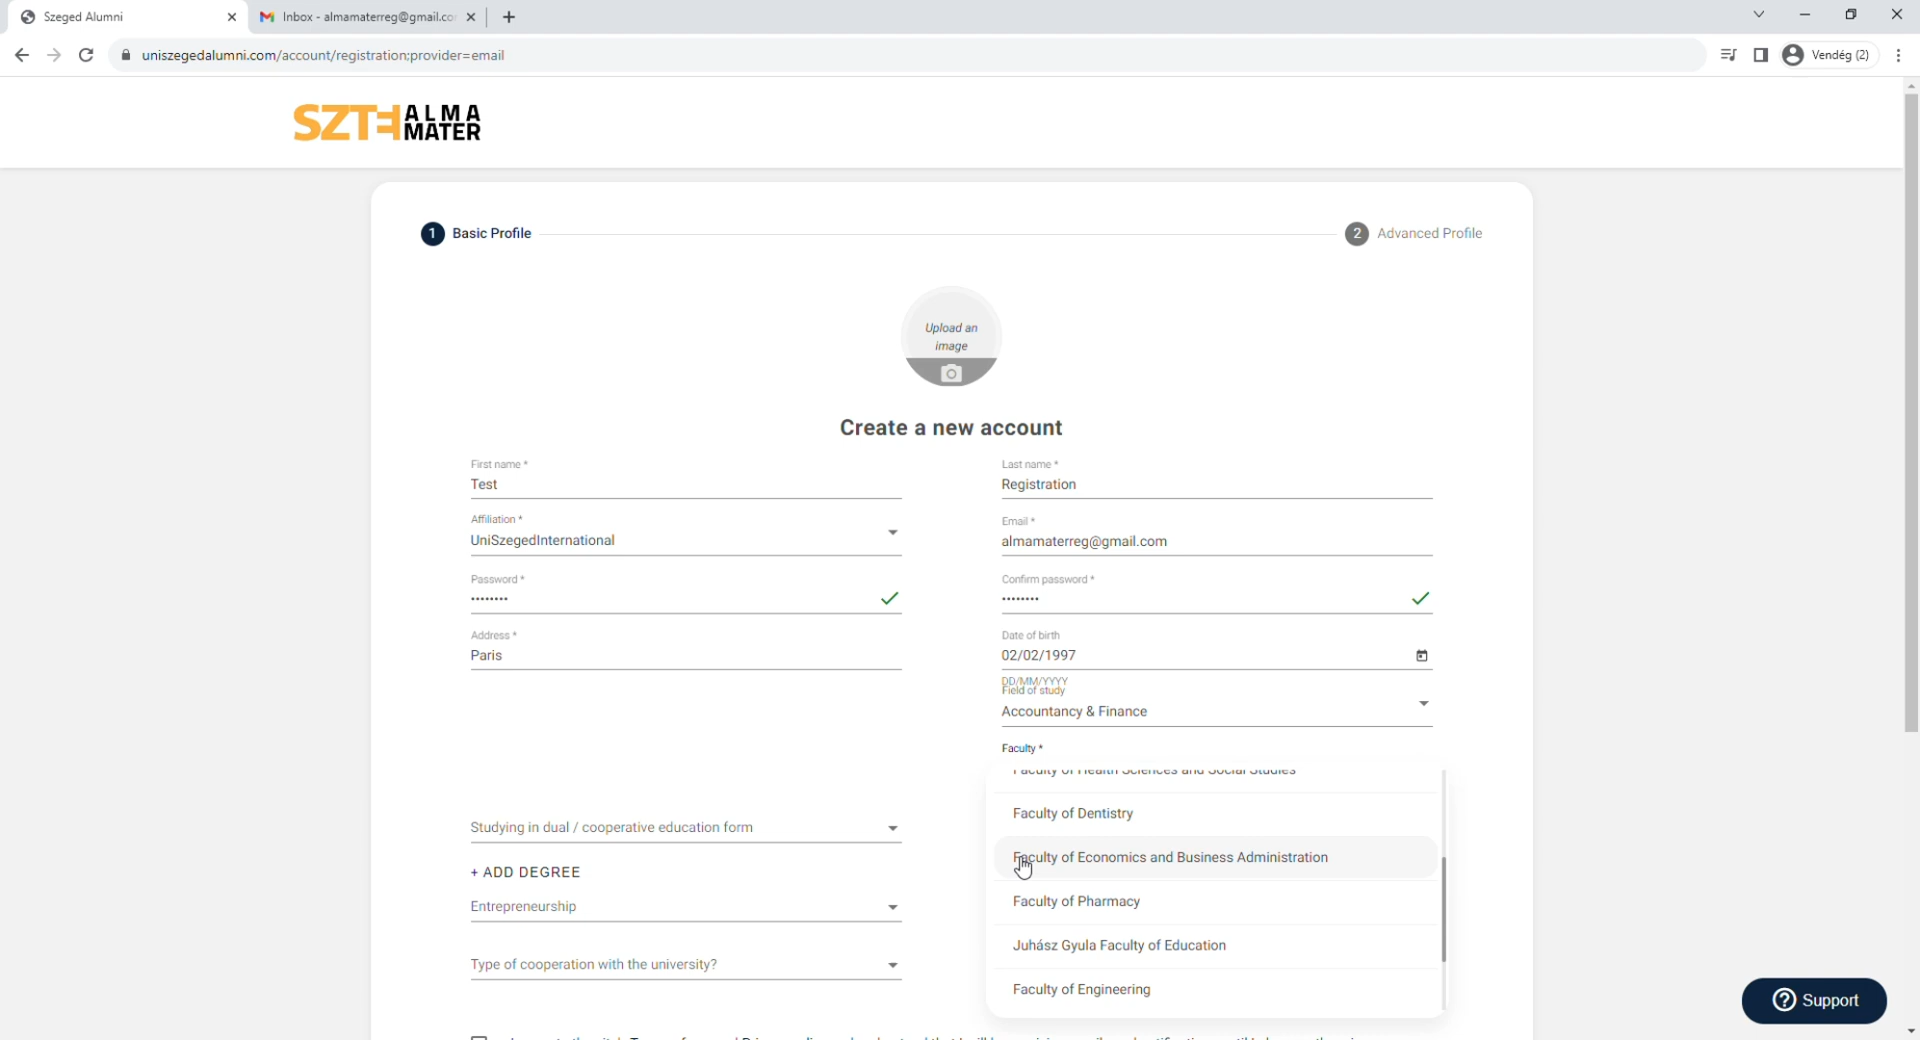 Szeged Alumni
Inbox - almamaterreg@gmail.co
uniszegedalumni.com/account/registration;provider=email
Vendég (2)
SZTE ALMA
MATER
1 Basic Profile
2 Advanced Profile
Upload an
image
Create a new account
First name *
Test
Last name *
Registration
Affiliation *
UniSzegedInternational
Email *
almamaterreg@gmail.com
Password *
••••••••
Confirm password *
••••••••
Address *
Paris
Date of birth
02/02/1997
DD/MM/YYYY
Field of study
Accountancy & Finance
Faculty *
Faculty of Health Sciences and Social Studies
Faculty of Dentistry
Faculty of Economics and Business Administration
Faculty of Pharmacy
Juhász Gyula Faculty of Education
Faculty of Engineering
Studying in dual / cooperative education form
+ ADD DEGREE
Entrepreneurship
Type of cooperation with the university?
Support